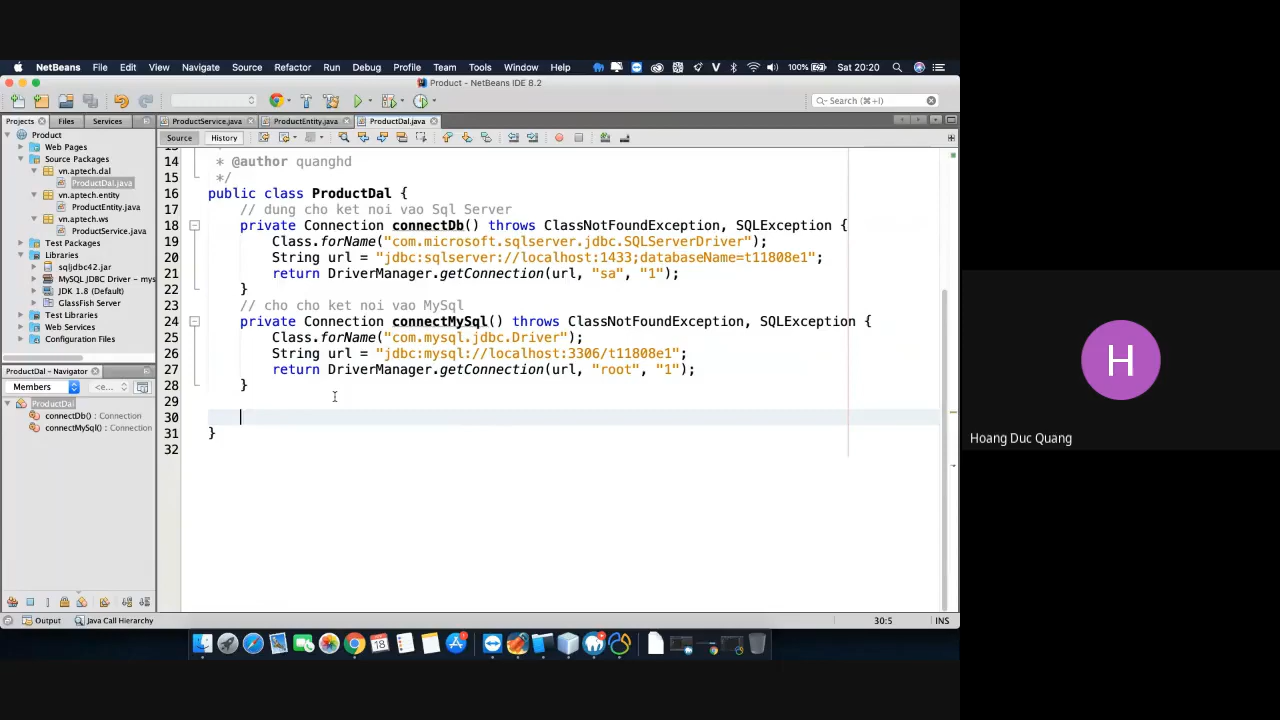 NetBeans File Edit View Navigate Source Refactor Run Debug Profile Team Tools Window Help V 100% Sat 20:20
Product - NetBeans IDE 8.2
Search (⌘+I)
Projects Files Services
ProductService.java ProductEntity.java ProductDal.java
Source History
Product
Web Pages
Source Packages
vn.aptech.dal
ProductDal.java
vn.aptech.entity
ProductEntity.java
vn.aptech.ws
ProductService.java
Test Packages
Libraries
sqljdbc42.jar
MySQL JDBC Driver - mys
JDK 1.8 (Default)
GlassFish Server
Test Libraries
Web Services
Configuration Files
ProductDal - Navigator
Members <e...
ProductDal
connectDb() : Connection
connectMySql() : Connection
14 * @author quanghd
15 */
16 public class ProductDal {
17 // dung cho ket noi vao Sql Server
18 private Connection connectDb() throws ClassNotFoundException, SQLException {
19 Class.forName("com.microsoft.sqlserver.jdbc.SQLServerDriver");
20 String url = "jdbc:sqlserver://localhost:1433;databaseName=t11808e1";
21 return DriverManager.getConnection(url, "sa", "1");
22 }
23 // cho cho ket noi vao MySql
24 private Connection connectMySql() throws ClassNotFoundException, SQLException {
25 Class.forName("com.mysql.jdbc.Driver");
26 String url = "jdbc:mysql://localhost:3306/t11808e1";
27 return DriverManager.getConnection(url, "root", "1");
28 }
29
30
31 }
32
Output Java Call Hierarchy
30:5 INS
H
Hoang Duc Quang